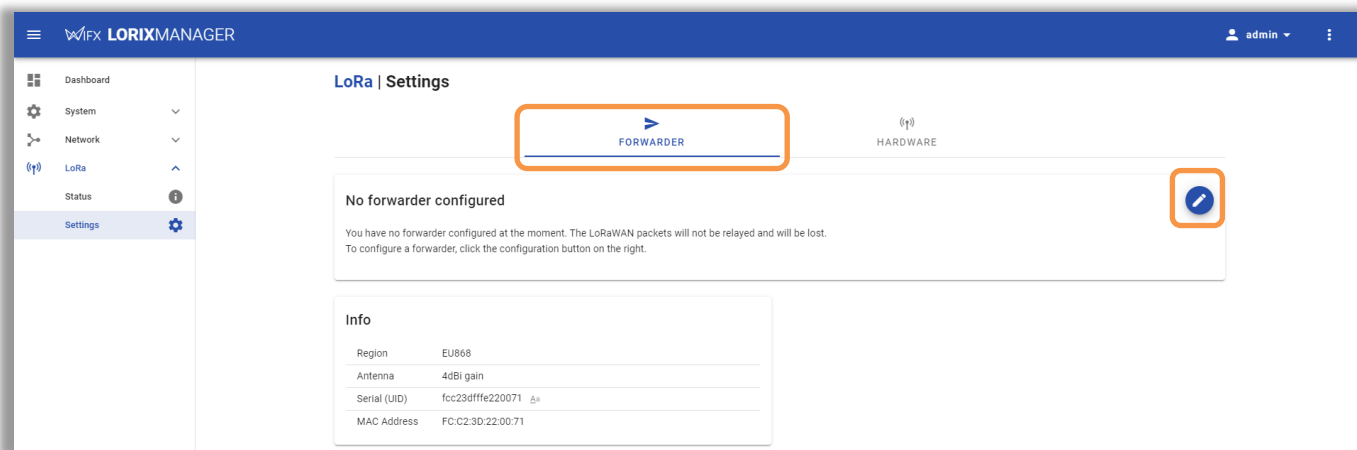 WIFX LORIXMANAGER
admin
Dashboard
System
Network
LoRa
Status
Settings
LoRa | Settings
FORWARDER
HARDWARE
No forwarder configured
You have no forwarder configured at the moment. The LoRaWAN packets will not be relayed and will be lost.
To configure a forwarder, click the configuration button on the right.
Info
Region EU868
Antenna 4dBi gain
Serial (UID) fcc23dfffe220071 Aa
MAC Address FC:C2:3D:22:00:71